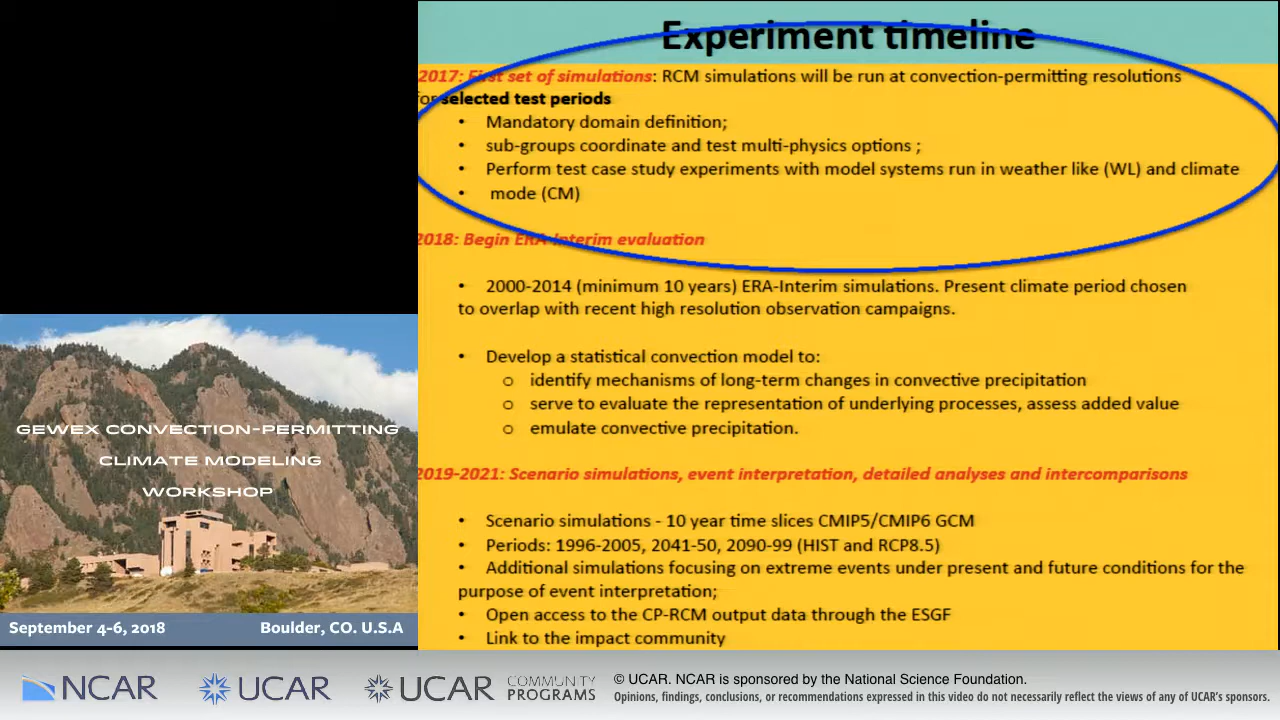 Experiment timeline
2017: First set of simulations: RCM simulations will be run at convection-permitting resolutions
for selected test periods
• Mandatory domain definition;
• sub-groups coordinate and test multi-physics options ;
• Perform test case study experiments with model systems run in weather like (WL) and climate
• mode (CM)
2018: Begin ERA-Interim evaluation
• 2000-2014 (minimum 10 years) ERA-Interim simulations. Present climate period chosen
to overlap with recent high resolution observation campaigns.
• Develop a statistical convection model to:
o identify mechanisms of long-term changes in convective precipitation
o serve to evaluate the representation of underlying processes, assess added value
o emulate convective precipitation.
2019-2021: Scenario simulations, event interpretation, detailed analyses and intercomparisons
• Scenario simulations - 10 year time slices CMIP5/CMIP6 GCM
• Periods: 1996-2005, 2041-50, 2090-99 (HIST and RCP8.5)
• Additional simulations focusing on extreme events under present and future conditions for the
purpose of event interpretation;
• Open access to the CP-RCM output data through the ESGF
• Link to the impact community
GEWEX CONVECTION-PERMITTING
CLIMATE MODELING
WORKSHOP
September 4-6, 2018 Boulder, CO. U.S.A
NCAR
UCAR
UCAR
COMMUNITY
PROGRAMS
© UCAR. NCAR is sponsored by the National Science Foundation.
Opinions, findings, conclusions, or recommendations expressed in this video do not necessarily reflect the views of any of UCAR's sponsors.